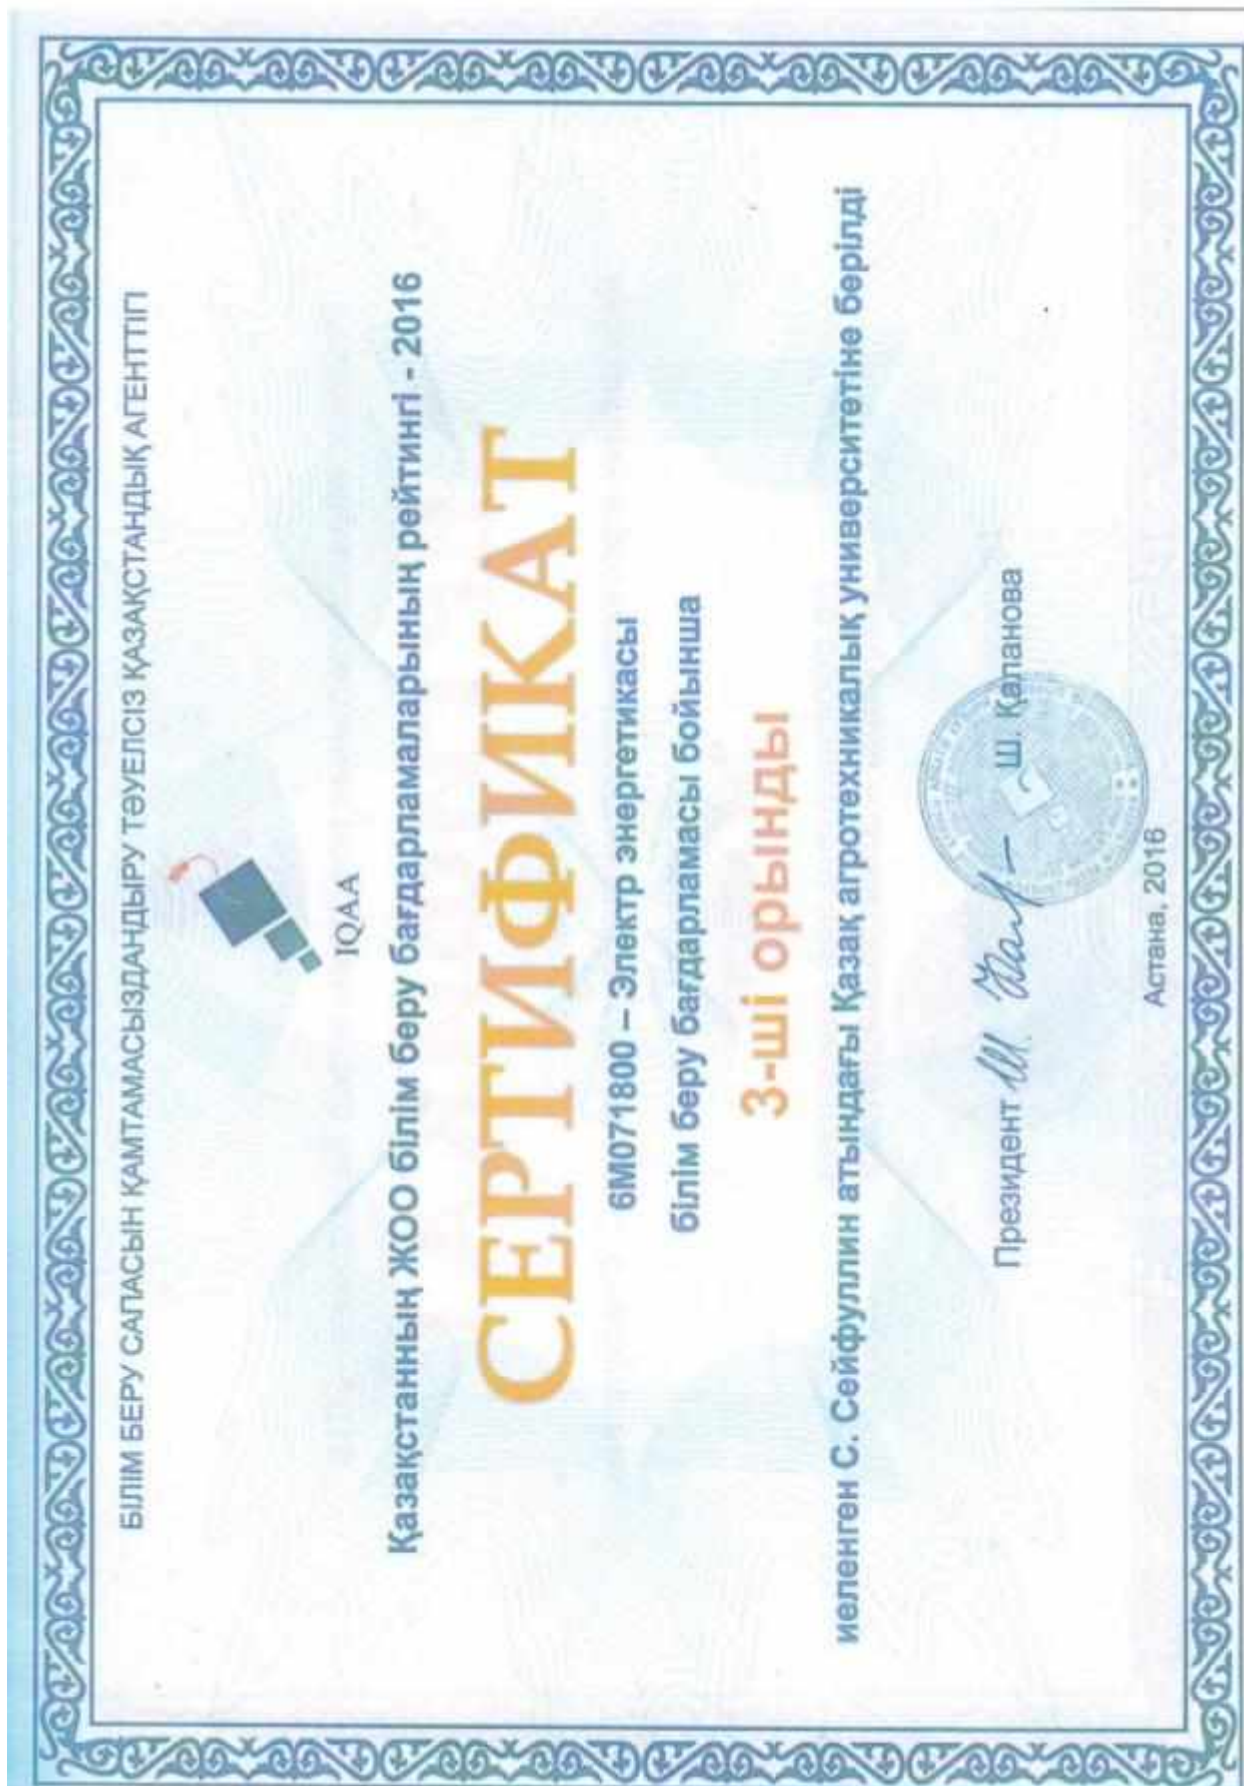 БІЛІМ БЕРУ САПАСЫН ҚАМТАМАСЫЗДАНДЫРУ ТӘУЕЛСІЗ ҚАЗАҚСТАНДЫҚ АГЕНТТІГІ
IQAA
Қазақстанның ЖОО білім беру бағдарламаларының рейтингі - 2016
СЕРТИФИКАТ
6М071800 – Электр энергетикасы
білім беру бағдарламасы бойынша
3-ші орынды
иеленген С. Сейфуллин атындағы Қазақ агротехникалық университетіне берілді
Президент Ш. Қаланова
Астана, 2016